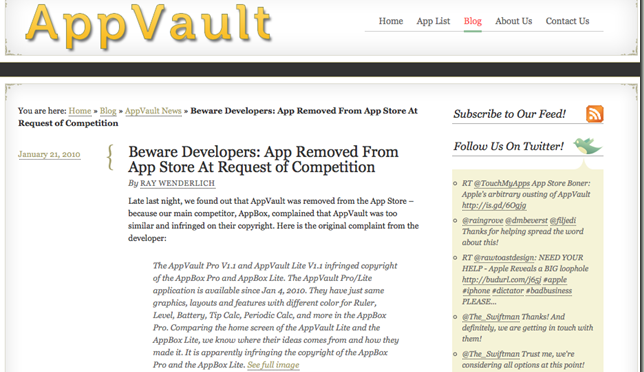 AppVault
Home App List Blog About Us Contact Us
You are here: Home » Blog » AppVault News » Beware Developers: App Removed From App Store At
Request of Competition
January 21, 2010
Beware Developers: App Removed From
App Store At Request of Competition
By RAY WENDERLICH
Late last night, we found out that AppVault was removed from the App Store –
because our main competitor, AppBox, complained that AppVault was too
similar and infringed on their copyright. Here is the original complaint from the
developer:
The AppVault Pro V1.1 and AppVault Lite V1.1 infringed copyright
of the AppBox Pro and AppBox Lite. The AppVault Pro/Lite
application is available since Jan 4, 2010. They have just same
graphics, layouts and features with different color for Ruler,
Level, Battery, Tip Calc, Periodic Calc, and more in the AppBox
Pro. Comparing the home screen of the AppVault Lite and the
AppBox Lite, we know where their ideas comes from and how they
made it. It is apparently infringing the copyright of the AppBox
Pro and the AppBox Lite. See full image
Subscribe to Our Feed!
Follow Us On Twitter!
RT @TouchMyApps App Store Boner:
Apple's arbitrary ousting of AppVault
http://is.gd/6Ogjg
@raingrove @dmbeverst @filjedi
Thanks for helping spread the word
about this!
RT @rawtoastdesign: NEED YOUR
HELP - Apple Reveals a BIG loophole
http://budurl.com/j6gj #apple
#iphone #dictator #badbusiness
PLEASE...
@The_Swiftman Thanks! And
definitely, we are getting in touch with
them!
@The_Swiftman Trust me, we're
considering all options at this point!